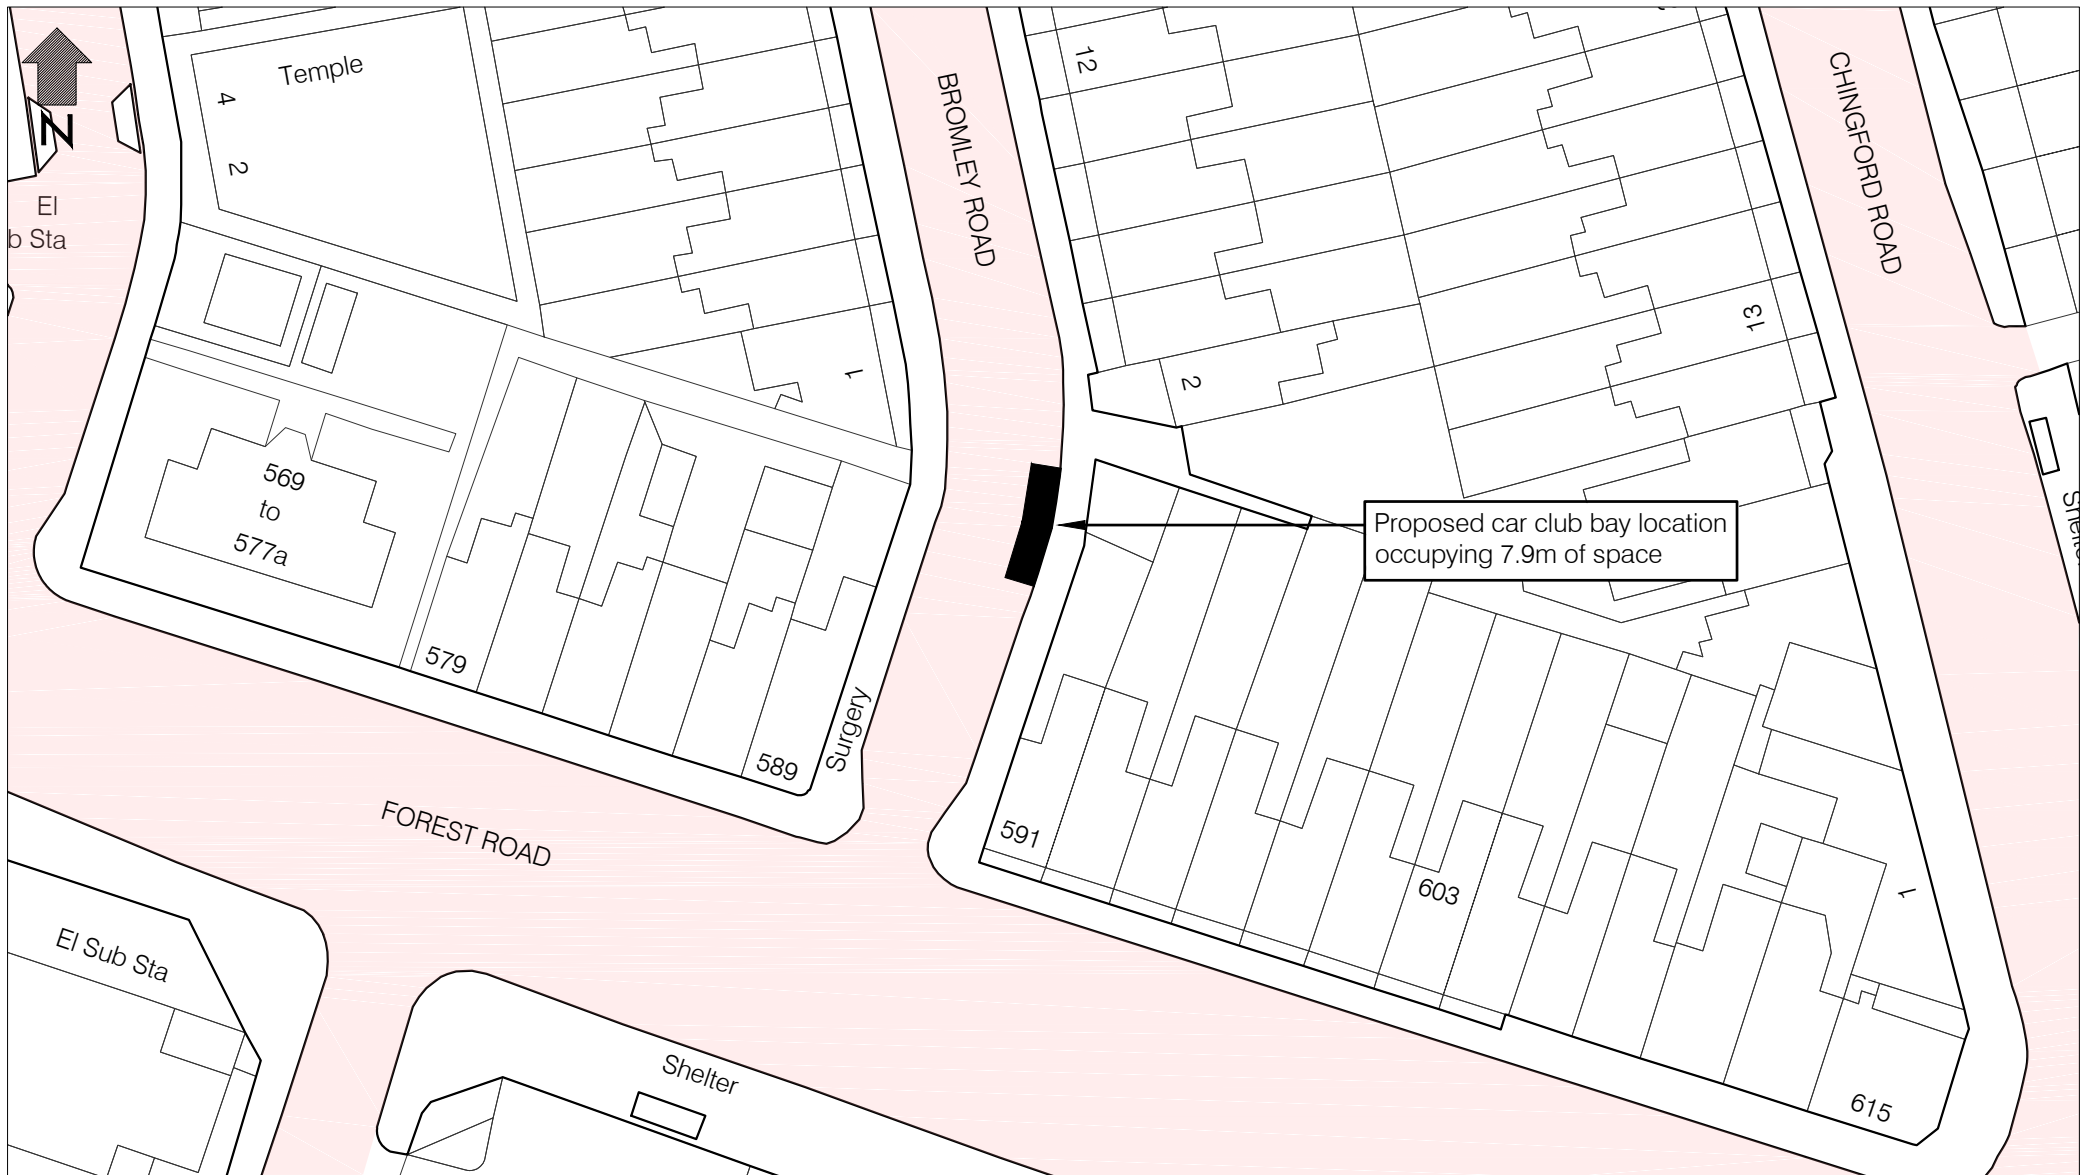 N
Temple
4
2
El
b Sta
BROMLEY ROAD
12
CHINGFORD ROAD
13
1
2
569
to
577a
Proposed car club bay location
occupying 7.9m of space
579
589
Surgery
591
603
1
615
FOREST ROAD
El Sub Sta
Shelter